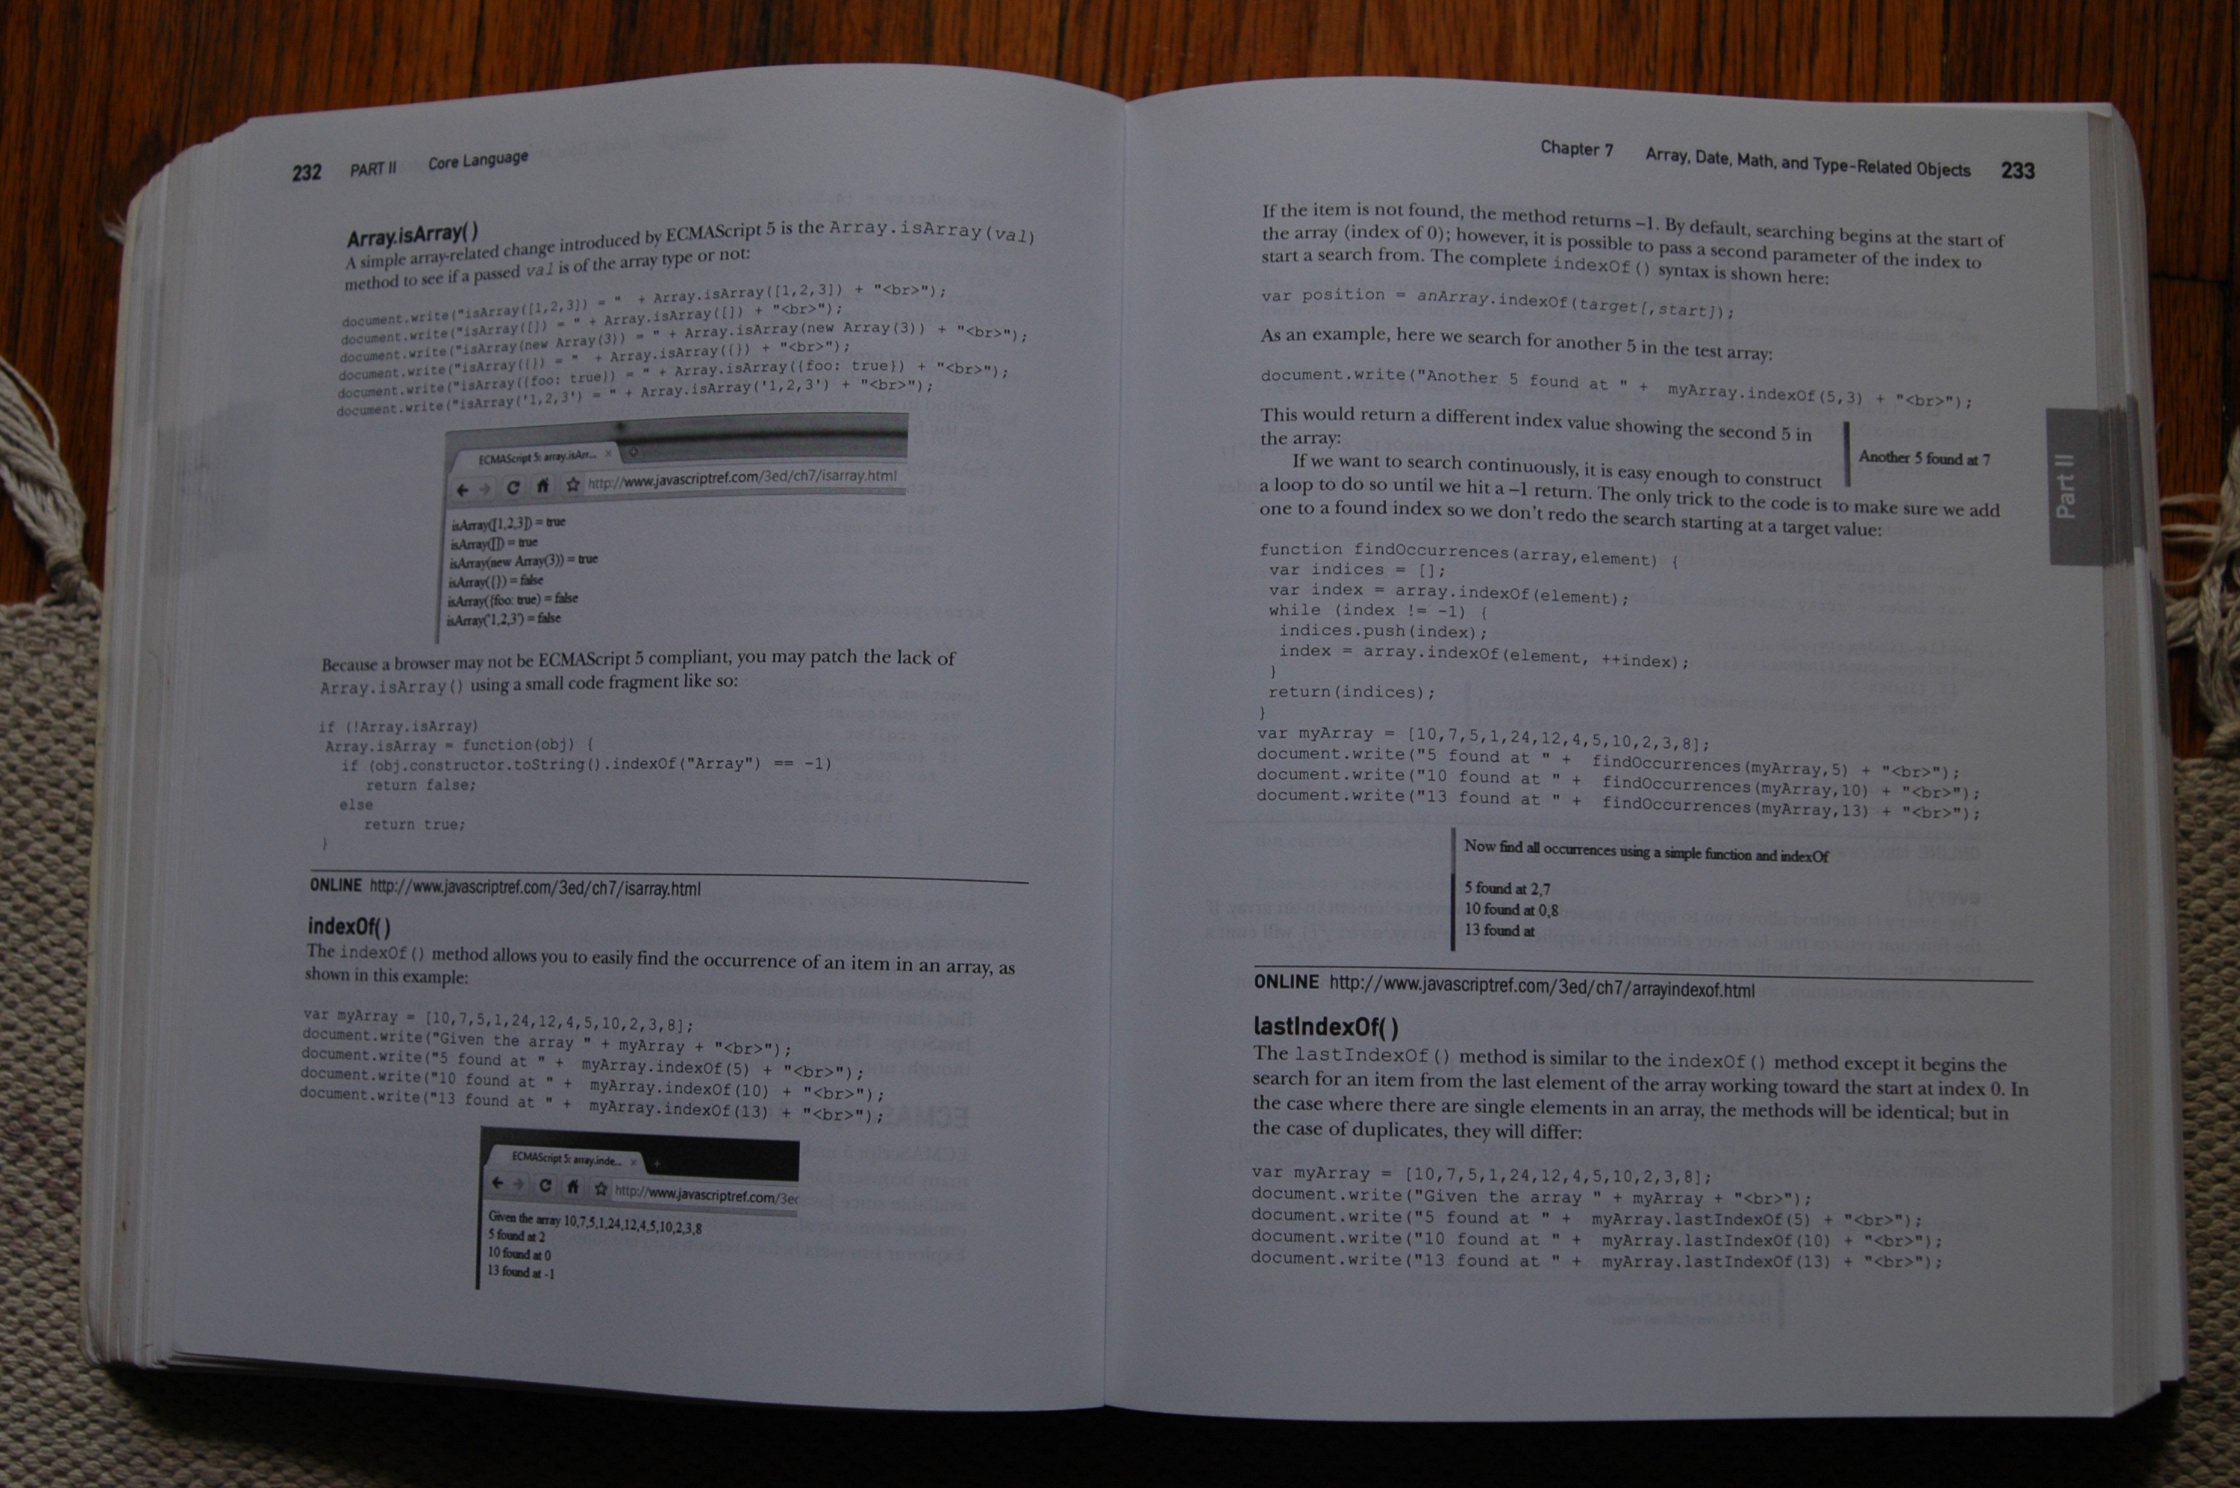 232 PART II Core Language
Array.isArray()
A simple array-related change introduced by ECMAScript 5 is the Array.isArray(val)
method to see if a passed val is of the array type or not:
document.write("isArray([1,2,3]) = " + Array.isArray([1,2,3]) + "<br>");
document.write("isArray([]) = " + Array.isArray([]) + "<br>");
document.write("isArray(new Array(3)) = " + Array.isArray(new Array(3)) + "<br>");
document.write("isArray({}) = " + Array.isArray({}) + "<br>");
document.write("isArray({foo: true}) = " + Array.isArray({foo: true}) + "<br>");
document.write("isArray('1,2,3') = " + Array.isArray('1,2,3') + "<br>");
ECMAScript 5: array.isArr...
http://www.javascriptref.com/3ed/ch7/isarray.html
isArray([1,2,3]) = true
isArray([]) = true
isArray(new Array(3)) = true
isArray({}) = false
isArray({foo: true) = false
isArray('1,2,3') = false
Because a browser may not be ECMAScript 5 compliant, you may patch the lack of
Array.isArray() using a small code fragment like so:
if (!Array.isArray)
Array.isArray = function(obj) {
if (obj.constructor.toString().indexOf("Array") == -1)
return false;
else
return true;
}
ONLINE http://www.javascriptref.com/3ed/ch7/isarray.html
indexOf()
The indexOf() method allows you to easily find the occurrence of an item in an array, as
shown in this example:
var myArray = [10,7,5,1,24,12,4,5,10,2,3,8];
document.write("Given the array " + myArray + "<br>");
document.write("5 found at " + myArray.indexOf(5) + "<br>");
document.write("10 found at " + myArray.indexOf(10) + "<br>");
document.write("13 found at " + myArray.indexOf(13) + "<br>");
ECMAScript 5: array.inde...
http://www.javascriptref.com/3ec
Given the array 10,7,5,1,24,12,4,5,10,2,3,8
5 found at 2
10 found at 0
13 found at -1
Chapter 7 Array, Date, Math, and Type-Related Objects 233
If the item is not found, the method returns –1. By default, searching begins at the start of
the array (index of 0); however, it is possible to pass a second parameter of the index to
start a search from. The complete indexOf() syntax is shown here:
var position = anArray.indexOf(target[,start]);
As an example, here we search for another 5 in the test array:
document.write("Another 5 found at " + myArray.indexOf(5,3) + "<br>");
This would return a different index value showing the second 5 in
the array:
Another 5 found at 7
If we want to search continuously, it is easy enough to construct
a loop to do so until we hit a –1 return. The only trick to the code is to make sure we add
one to a found index so we don't redo the search starting at a target value:
function findOccurrences(array,element) {
var indices = [];
var index = array.indexOf(element);
while (index != -1) {
indices.push(index);
index = array.indexOf(element, ++index);
}
return(indices);
}
var myArray = [10,7,5,1,24,12,4,5,10,2,3,8];
document.write("5 found at " + findOccurrences(myArray,5) + "<br>");
document.write("10 found at " + findOccurrences(myArray,10) + "<br>");
document.write("13 found at " + findOccurrences(myArray,13) + "<br>");
Now find all occurrences using a simple function and indexOf
5 found at 2,7
10 found at 0,8
13 found at
ONLINE http://www.javascriptref.com/3ed/ch7/arrayindexof.html
lastIndexOf()
The lastIndexOf() method is similar to the indexOf() method except it begins the
search for an item from the last element of the array working toward the start at index 0. In
the case where there are single elements in an array, the methods will be identical; but in
the case of duplicates, they will differ:
var myArray = [10,7,5,1,24,12,4,5,10,2,3,8];
document.write("Given the array " + myArray + "<br>");
document.write("5 found at " + myArray.lastIndexOf(5) + "<br>");
document.write("10 found at " + myArray.lastIndexOf(10) + "<br>");
document.write("13 found at " + myArray.lastIndexOf(13) + "<br>");
Part II